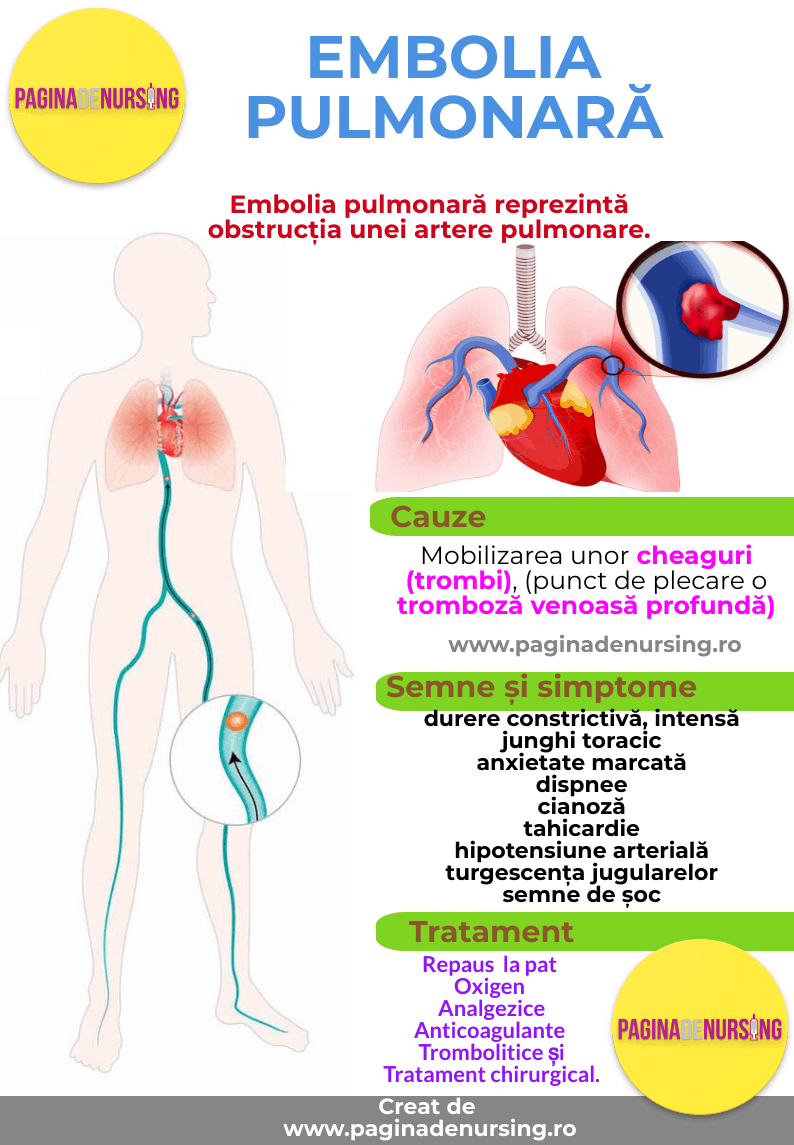 PAGINADENURSING
EMBOLIA
PULMONARĂ
Embolia pulmonară reprezintă
obstrucția unei artere pulmonare.
Cauze
Mobilizarea unor cheaguri
(trombi), (punct de plecare o
tromboză venoasă profundă)
www.paginadenursing.ro
Semne și simptome
durere constrictivă, intensă
junghi toracic
anxietate marcată
dispnee
cianoză
tahicardie
hipotensiune arterială
turgescența jugularelor
semne de șoc
Tratament
Repaus la pat
Oxigen
Analgezice
Anticoagulante
Trombolitice și
Tratament chirurgical.
PAGINADENURSING
Creat de
www.paginadenursing.ro